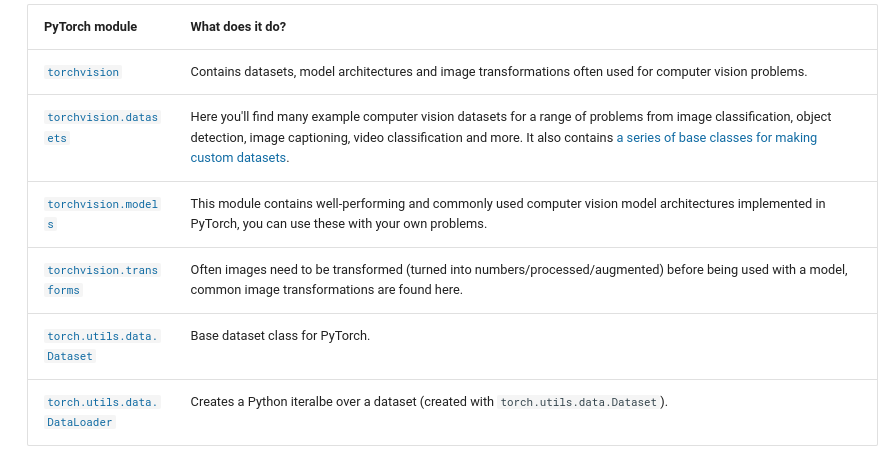 PyTorch module What does it do?
torchvision Contains datasets, model architectures and image transformations often used for computer vision problems.
torchvision.datas Here you'll find many example computer vision datasets for a range of problems from image classification, object
ets detection, image captioning, video classification and more. It also contains a series of base classes for making
custom datasets.
torchvision.model This module contains well-performing and commonly used computer vision model architectures implemented in
s PyTorch, you can use these with your own problems.
torchvision.trans Often images need to be transformed (turned into numbers/processed/augmented) before being used with a model,
forms common image transformations are found here.
torch.utils.data. Base dataset class for PyTorch.
Dataset
torch.utils.data. Creates a Python iteralbe over a dataset (created with torch.utils.data.Dataset ).
DataLoader